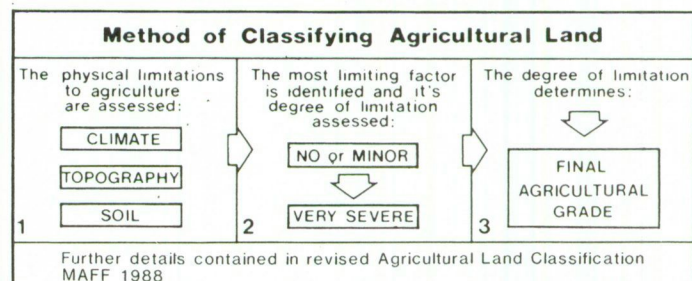 Method of Classifying Agricultural Land
The physical limitations
to agriculture
are assessed:
CLIMATE
TOPOGRAPHY
SOIL
1
The most limiting factor
is identified and it's
degree of limitation
assessed:
NO or MINOR
VERY SEVERE
2
The degree of limitation
determines:
FINAL
AGRICULTURAL
GRADE
3
Further details contained in revised Agricultural Land Classification
MAFF 1988